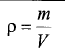 ρ = m/V